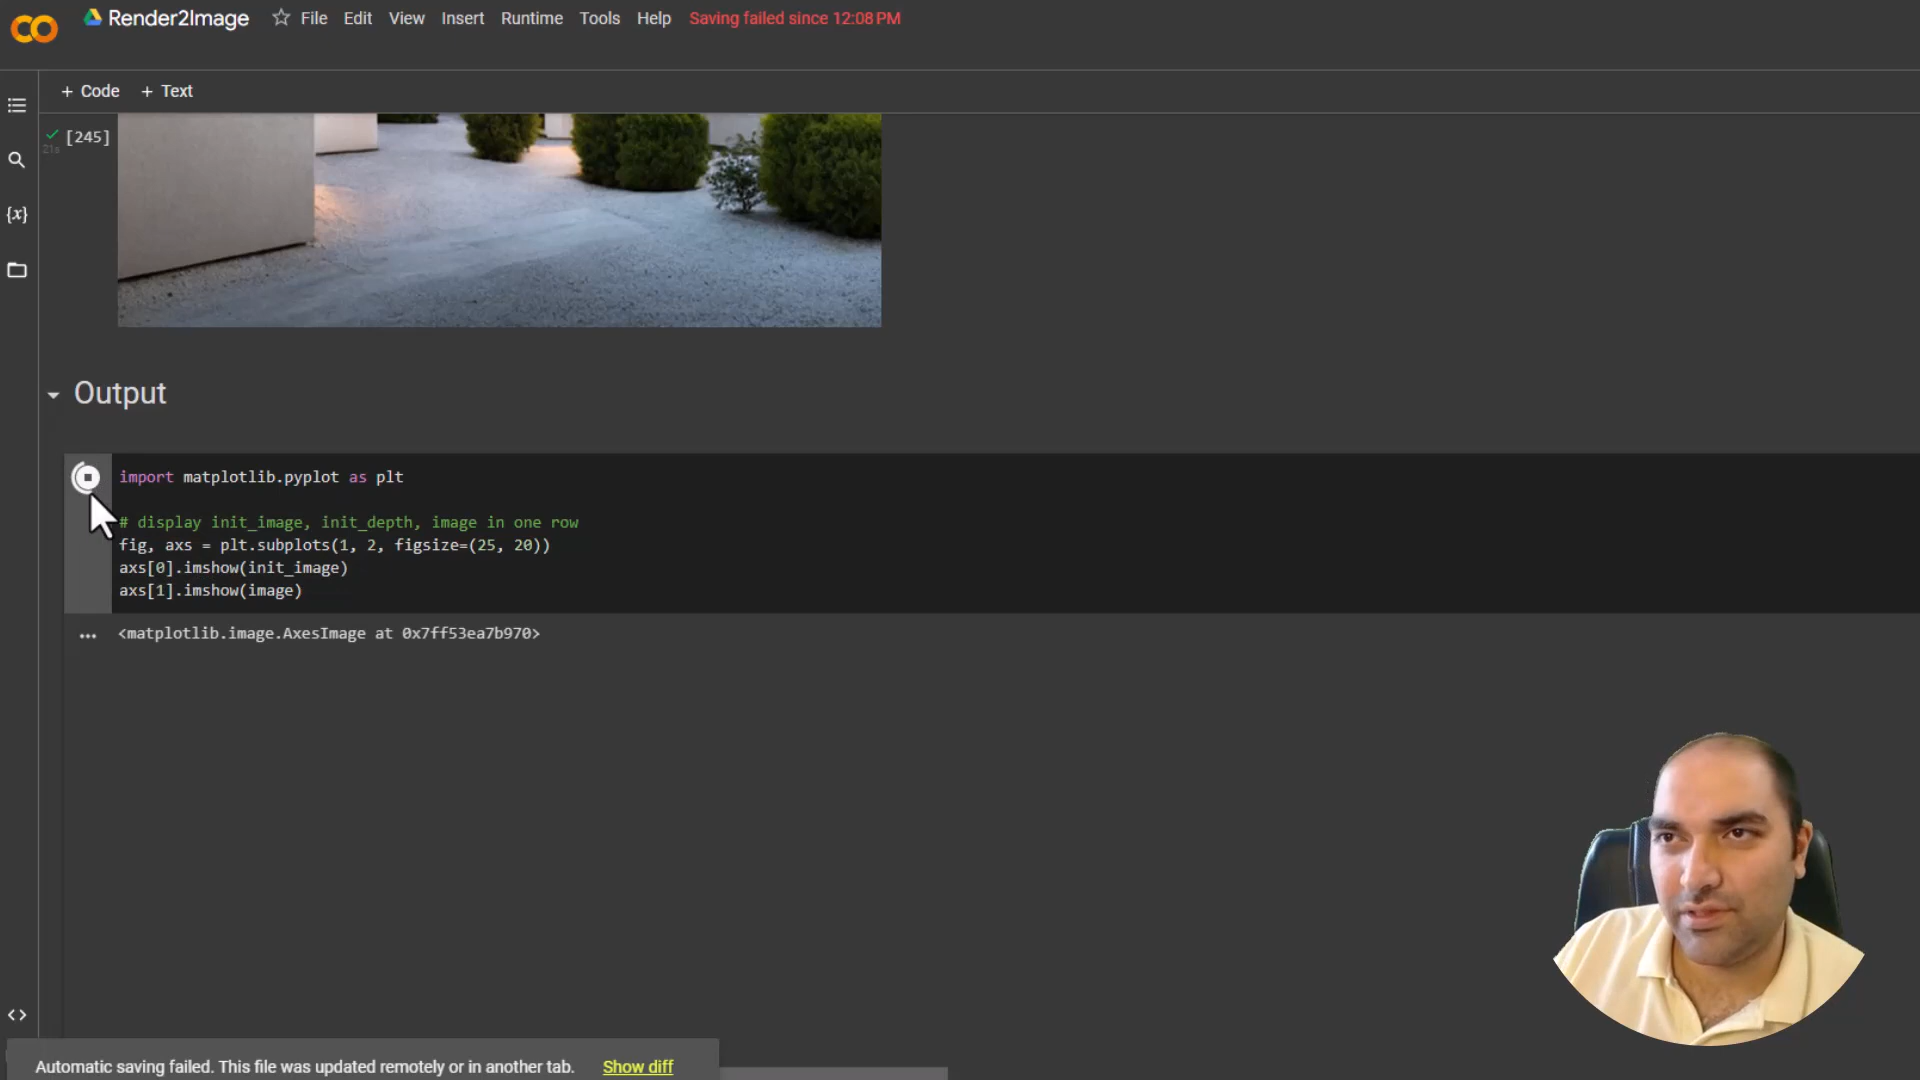 Render2Image File Edit View Insert Runtime Tools Help Saving failed since 12:08 PM
+ Code + Text
[245]
21s
{x}
Output
import matplotlib.pyplot as plt
# display init_image, init_depth, image in one row
fig, axs = plt.subplots(1, 2, figsize=(25, 20))
axs[0].imshow(init_image)
axs[1].imshow(image)
<matplotlib.image.AxesImage at 0x7ff53ea7b970>
Automatic saving failed. This file was updated remotely or in another tab. Show diff